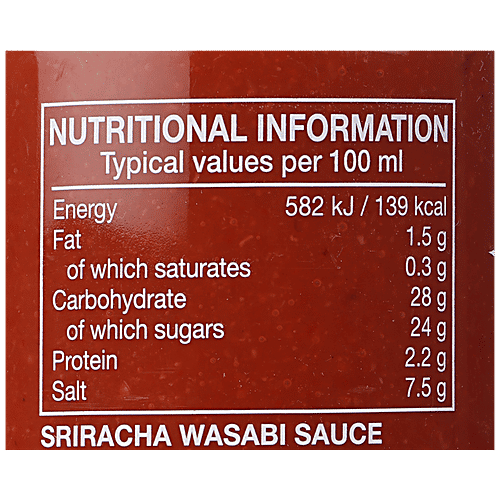 NUTRITIONAL INFORMATION
Typical values per 100 ml
Energy 582 kJ / 139 kcal
Fat 1.5 g
of which saturates 0.3 g
Carbohydrate 28 g
of which sugars 24 g
Protein 2.2 g
Salt 7.5 g
SRIRACHA WASABI SAUCE